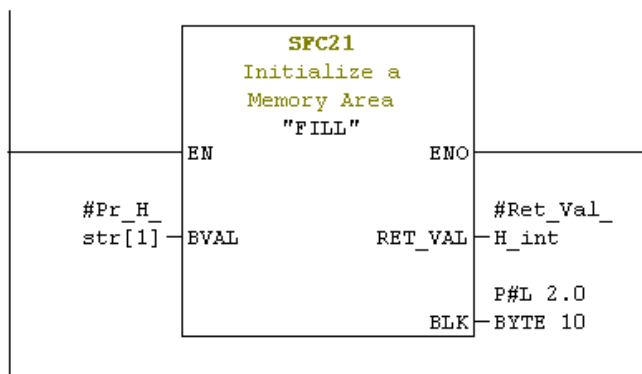 SFC21
Initialize a
Memory Area
"FILL"
EN
ENO
#Pr_H_
str[1]
BVAL
RET_VAL
#Ret_Val_
H_int
BLK
P#L 2.0
BYTE 10